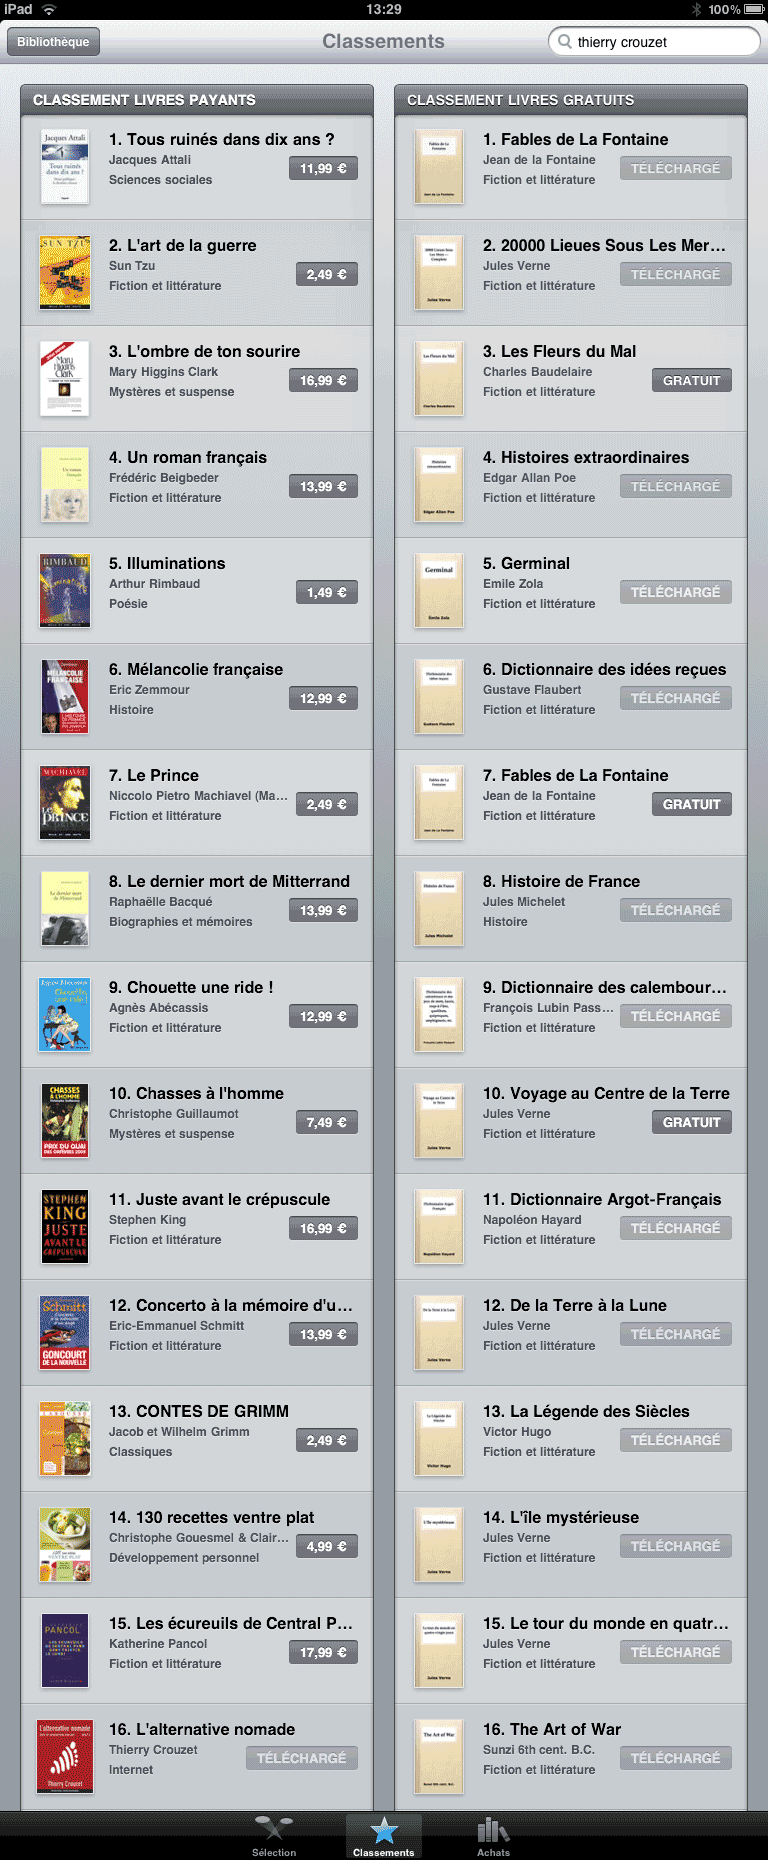 iPad
13:29
100%
Bibliothèque
Classements
thierry crouzet
CLASSEMENT LIVRES PAYANTS
1. Tous ruinés dans dix ans ?
Jacques Attali
11,99 €
Sciences sociales
2. L'art de la guerre
Sun Tzu
2,49 €
Fiction et littérature
3. L'ombre de ton sourire
Mary Higgins Clark
16,99 €
Mystères et suspense
4. Un roman français
Frédéric Beigbeder
13,99 €
Fiction et littérature
5. Illuminations
Arthur Rimbaud
1,49 €
Poésie
6. Mélancolie française
Eric Zemmour
12,99 €
Histoire
7. Le Prince
Niccolo Pietro Machiavel (Ma...
2,49 €
Fiction et littérature
8. Le dernier mort de Mitterrand
Raphaëlle Bacqué
13,99 €
Biographies et mémoires
9. Chouette une ride !
Agnès Abécassis
12,99 €
Fiction et littérature
10. Chasses à l'homme
Christophe Guillaumot
7,49 €
Mystères et suspense
11. Juste avant le crépuscule
Stephen King
16,99 €
Fiction et littérature
12. Concerto à la mémoire d'u...
Eric-Emmanuel Schmitt
13,99 €
Fiction et littérature
13. CONTES DE GRIMM
Jacob et Wilhelm Grimm
2,49 €
Classiques
14. 130 recettes ventre plat
Christophe Gouesmel & Clair...
4,99 €
Développement personnel
15. Les écureuils de Central P...
Katherine Pancol
17,99 €
Fiction et littérature
16. L'alternative nomade
Thierry Crouzet
TÉLÉCHARGÉ
Internet
CLASSEMENT LIVRES GRATUITS
1. Fables de La Fontaine
Jean de la Fontaine
TÉLÉCHARGÉ
Fiction et littérature
2. 20000 Lieues Sous Les Mer...
Jules Verne
TÉLÉCHARGÉ
Fiction et littérature
3. Les Fleurs du Mal
Charles Baudelaire
GRATUIT
Fiction et littérature
4. Histoires extraordinaires
Edgar Allan Poe
TÉLÉCHARGÉ
Fiction et littérature
5. Germinal
Emile Zola
TÉLÉCHARGÉ
Fiction et littérature
6. Dictionnaire des idées reçues
Gustave Flaubert
TÉLÉCHARGÉ
Fiction et littérature
7. Fables de La Fontaine
Jean de la Fontaine
GRATUIT
Fiction et littérature
8. Histoire de France
Jules Michelet
TÉLÉCHARGÉ
Histoire
9. Dictionnaire des calembour...
François Lubin Pass...
TÉLÉCHARGÉ
Fiction et littérature
10. Voyage au Centre de la Terre
Jules Verne
GRATUIT
Fiction et littérature
11. Dictionnaire Argot-Français
Napoléon Hayard
TÉLÉCHARGÉ
Fiction et littérature
12. De la Terre à la Lune
Jules Verne
TÉLÉCHARGÉ
Fiction et littérature
13. La Légende des Siècles
Victor Hugo
TÉLÉCHARGÉ
Fiction et littérature
14. L'île mystérieuse
Jules Verne
TÉLÉCHARGÉ
Fiction et littérature
15. Le tour du monde en quatr...
Jules Verne
TÉLÉCHARGÉ
Fiction et littérature
16. The Art of War
Sunzi 6th cent. B.C.
TÉLÉCHARGÉ
Fiction et littérature
Sélection
Classements
Achats